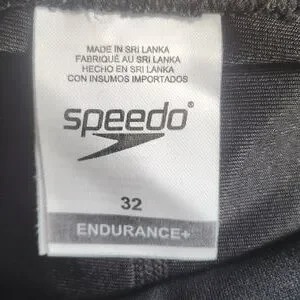 MADE IN SRI LANKA
FABRIQUÉ AU SRI LANKA
HECHO EN SRI LANKA
CON INSUMOS IMPORTADOS
speedo®
32
ENDURANCE+